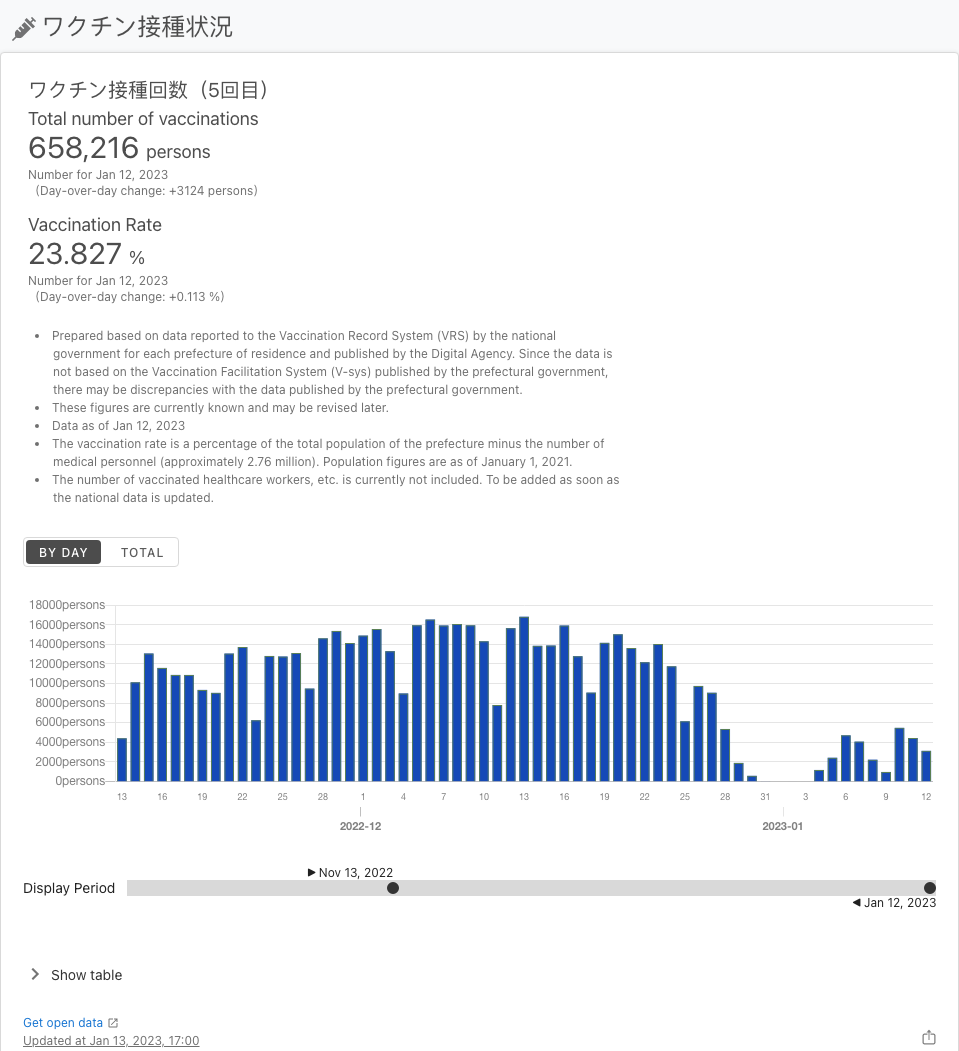 ワクチン接種状況
ワクチン接種回数（5回目）
Total number of vaccinations
658,216 persons
Number for Jan 12, 2023
(Day-over-day change: +3124 persons)
Vaccination Rate
23.827 %
Number for Jan 12, 2023
(Day-over-day change: +0.113 %)
• Prepared based on data reported to the Vaccination Record System (VRS) by the national
government for each prefecture of residence and published by the Digital Agency. Since the data is
not based on the Vaccination Facilitation System (V-sys) published by the prefectural government,
there may be discrepancies with the data published by the prefectural government.
• These figures are currently known and may be revised later.
• Data as of Jan 12, 2023
• The vaccination rate is a percentage of the total population of the prefecture minus the number of
medical personnel (approximately 2.76 million). Population figures are as of January 1, 2021.
• The number of vaccinated healthcare workers, etc. is currently not included. To be added as soon as
the national data is updated.
BY DAY TOTAL
18000persons
16000persons
14000persons
12000persons
10000persons
8000persons
6000persons
4000persons
2000persons
0persons
13 16 19 22 25 28 1 4 7 10 13 16 19 22 25 28 31 3 6 9 12
2022-12 2023-01
Nov 13, 2022
Display Period
Jan 12, 2023
Show table
Get open data
Updated at Jan 13, 2023, 17:00